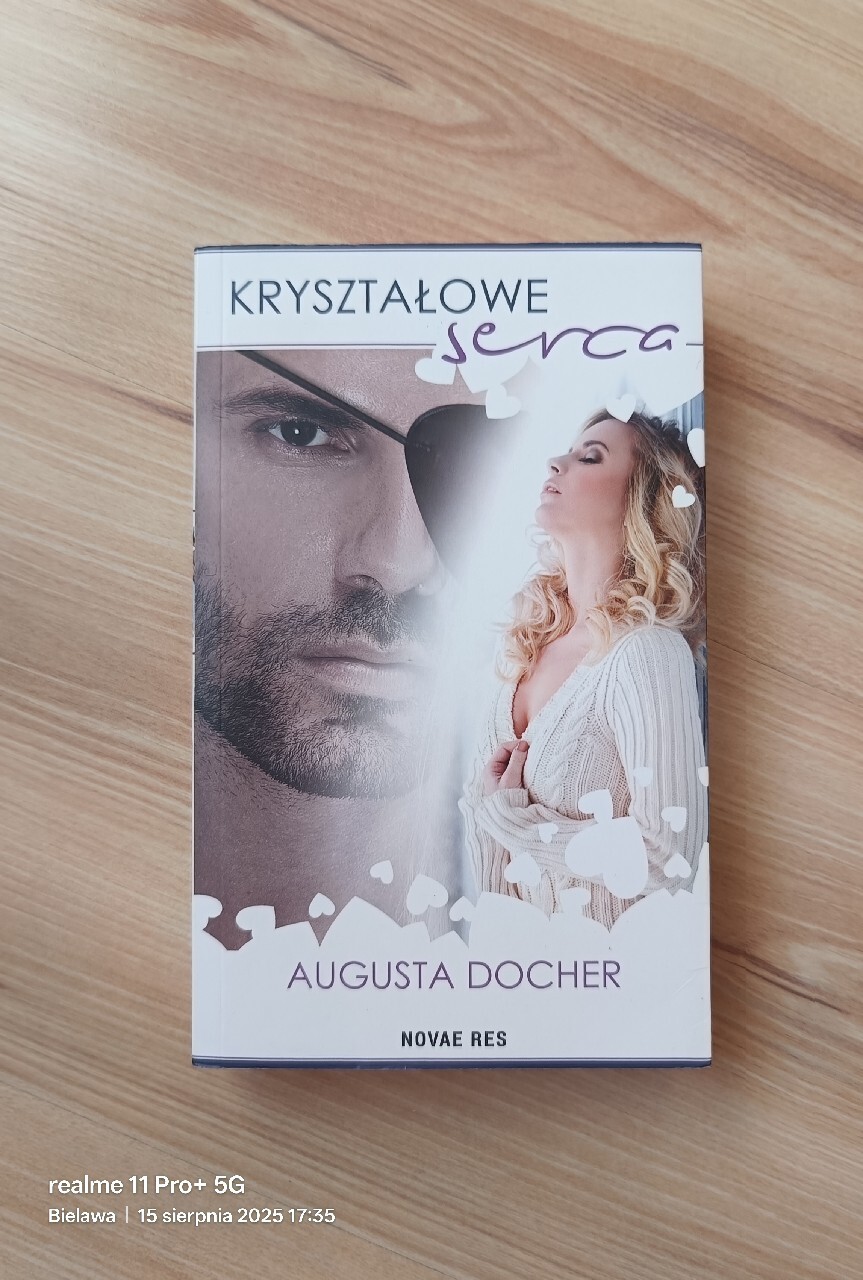 KRYSZTAŁOWE
serca
AUGUSTA DOCHER
NOVAE RES
realme 11 Pro+ 5G
Bielawa | 15 sierpnia 2025 17:35